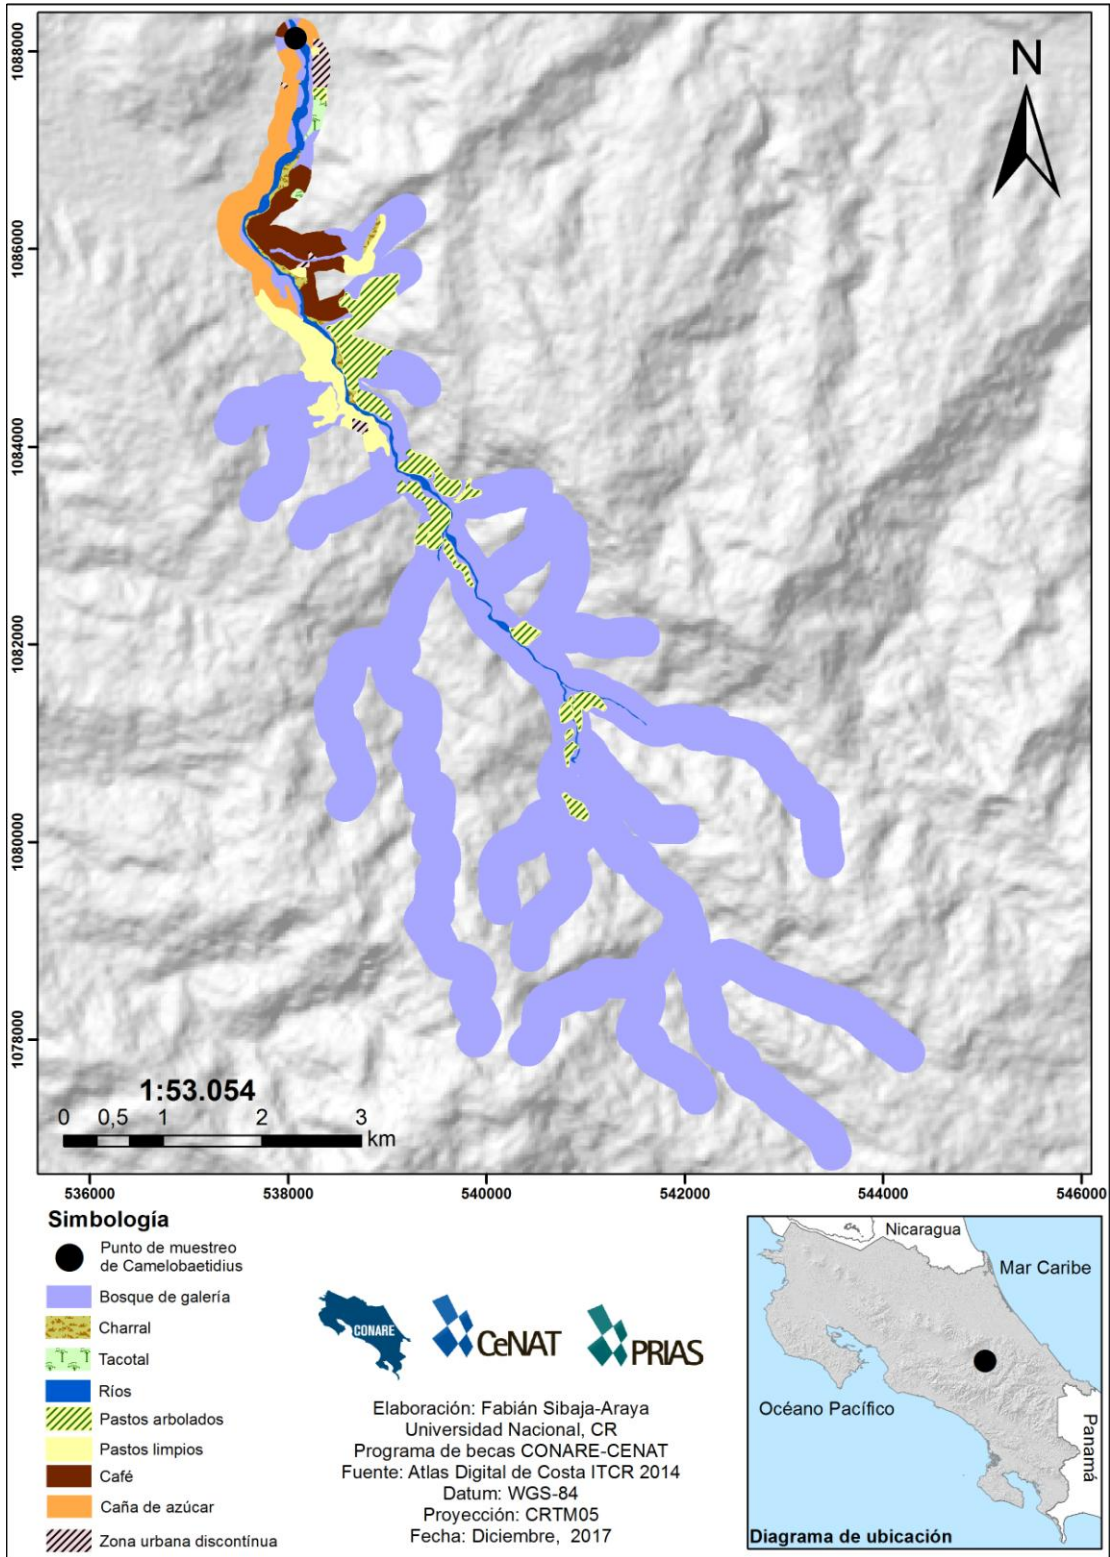 N
1088000
1086000
1084000
1082000
1080000
1078000
1:53.054
0 0,5 1 2 3
km
536000 538000 540000 542000 544000 546000
Simbología
Punto de muestreo
de Camelobaetidius
Bosque de galería
Charral
Tacotal
Ríos
Pastos arbolados
Pastos limpios
Café
Caña de azúcar
Zona urbana discontínua
CONARE
CeNAT
PRIAS
Elaboración: Fabián Sibaja-Araya
Universidad Nacional, CR
Programa de becas CONARE-CENAT
Fuente: Atlas Digital de Costa ITCR 2014
Datum: WGS-84
Proyección: CRTM05
Fecha: Diciembre, 2017
Nicaragua
Mar Caribe
Océano Pacífico
Panamá
Diagrama de ubicación